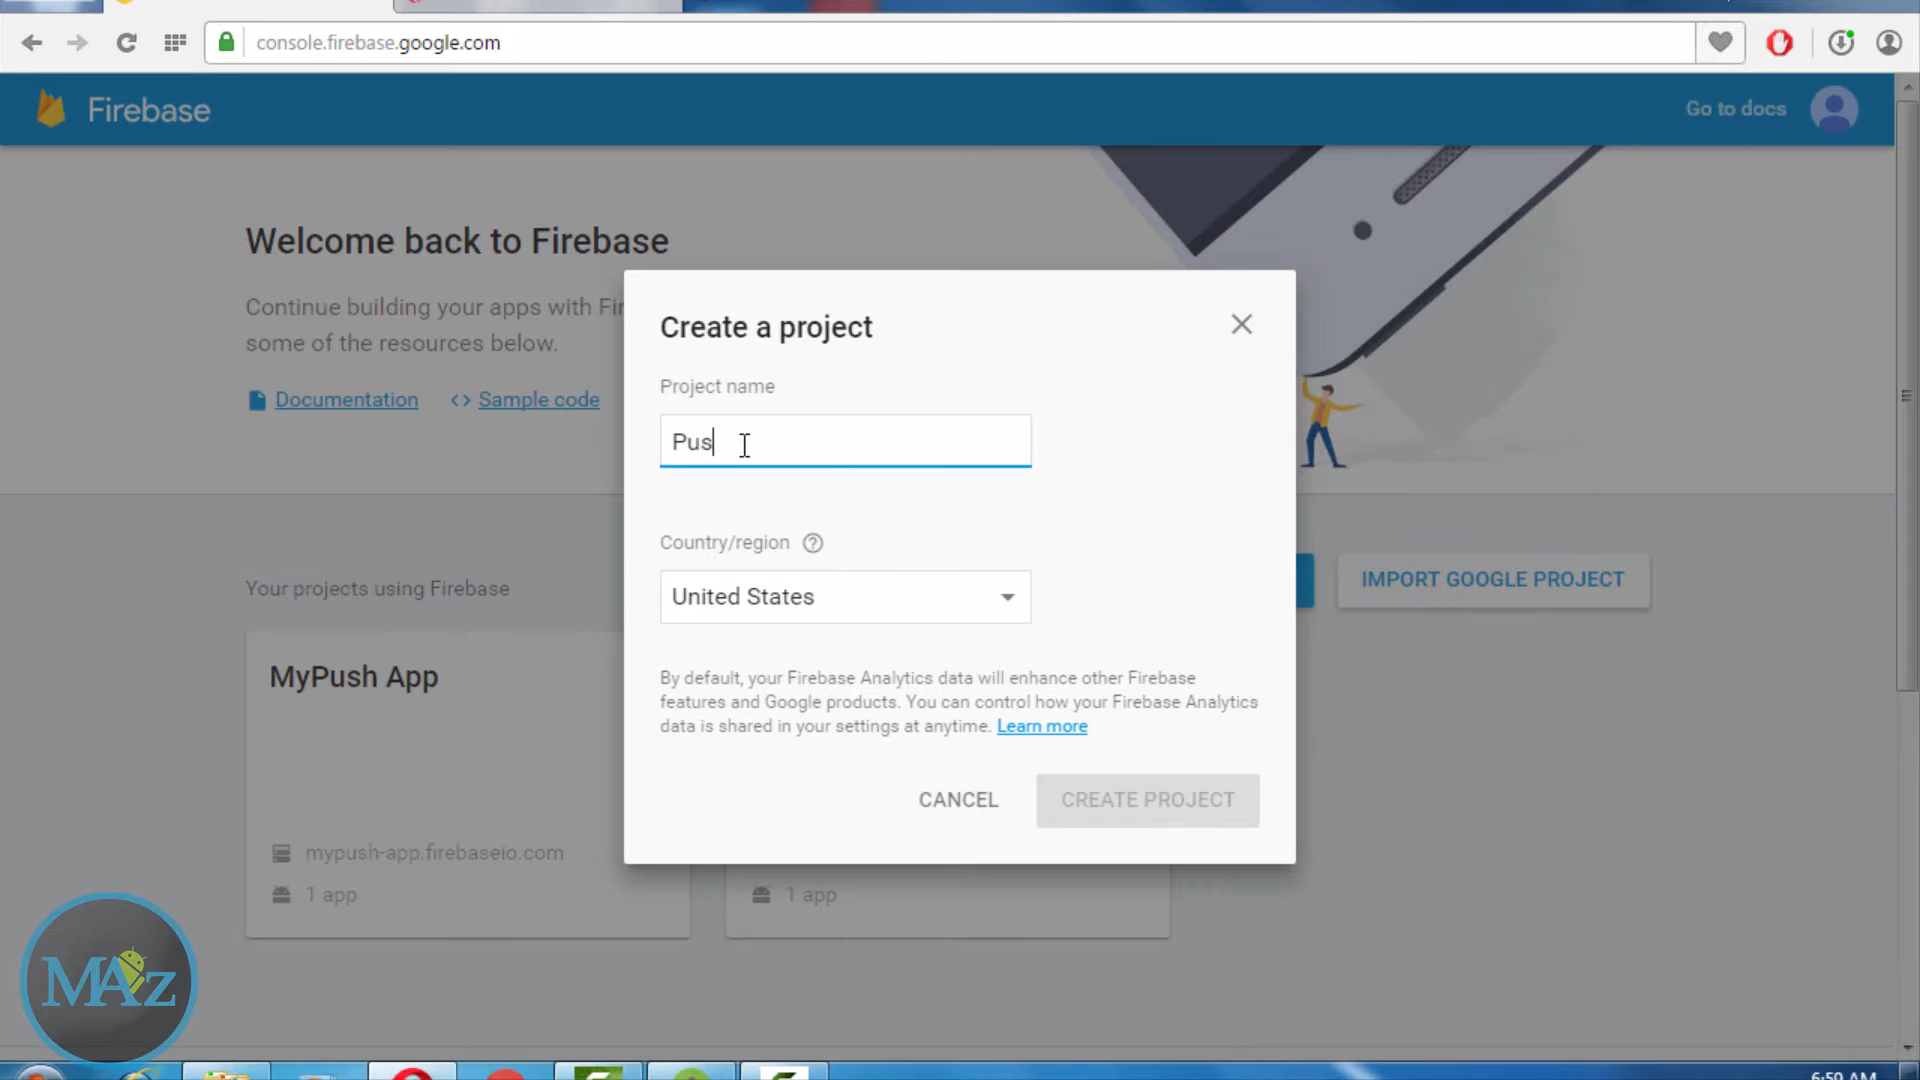 console.firebase.google.com
Firebase
Go to docs
Welcome back to Firebase
Continue building your apps with Fir
some of the resources below.
Documentation
<> Sample code
Create a project
Project name
Pus
Country/region
United States
By default, your Firebase Analytics data will enhance other Firebase
features and Google products. You can control how your Firebase Analytics
data is shared in your settings at anytime. Learn more
CANCEL
CREATE PROJECT
Your projects using Firebase
IMPORT GOOGLE PROJECT
MyPush App
mypush-app.firebaseio.com
1 app
1 app
MAz
6:59 AM